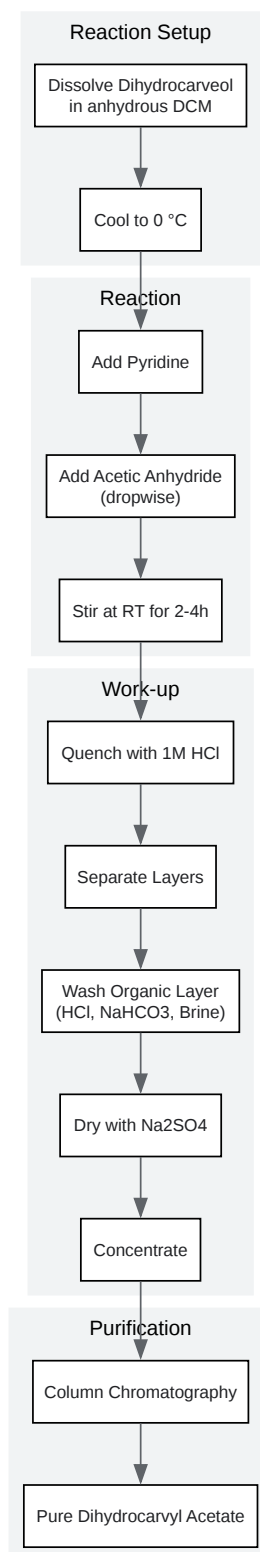 Reaction Setup
Dissolve Dihydrocarveol
in anhydrous DCM
Cool to 0 °C
Reaction
Add Pyridine
Add Acetic Anhydride
(dropwise)
Stir at RT for 2-4h
Work-up
Quench with 1M HCl
Separate Layers
Wash Organic Layer
(HCl, NaHCO3, Brine)
Dry with Na2SO4
Concentrate
Purification
Column Chromatography
Pure Dihydrocarvyl Acetate